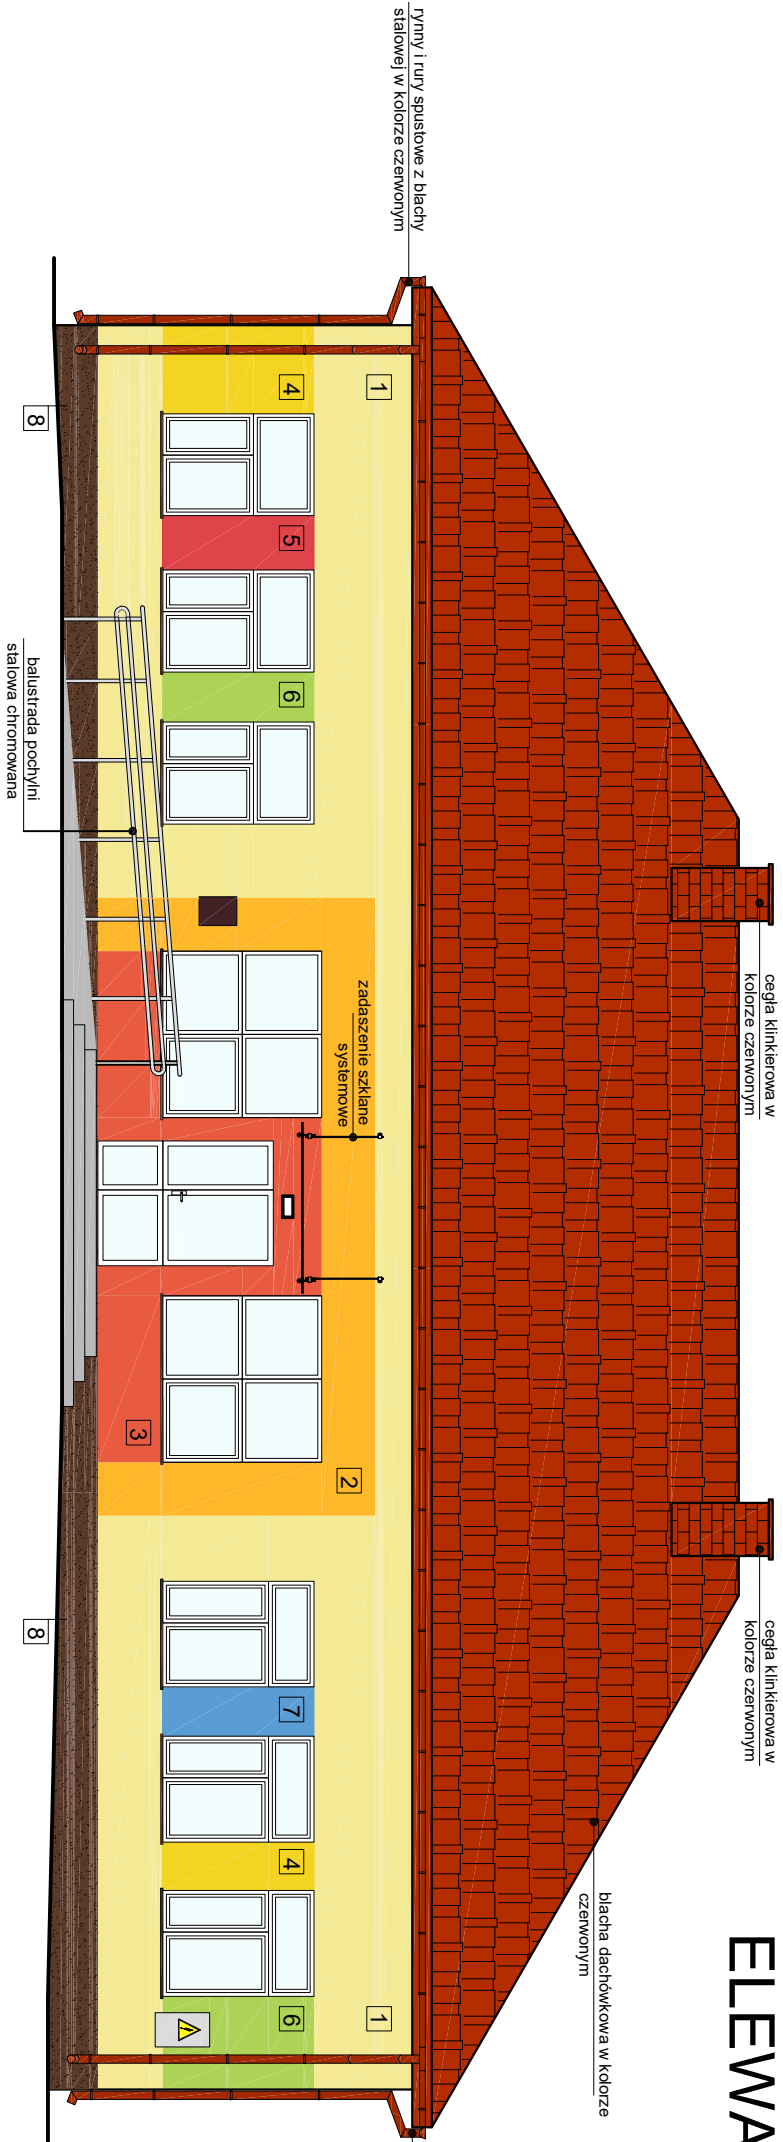 ELEWA
rynny i rury spustowe z blachy
stalowej w kolorze czerwonym
cegła klinkierowa w
kolorze czerwonym
cegła klinkierowa w
kolorze czerwonym
blacha dachówkowa w kolorze
czerwonym
1
1
zadaszenie szklane
systemowe
2
4
5
6
7
4
6
3
balustrada pochylni
stalowa chromowana
8
8